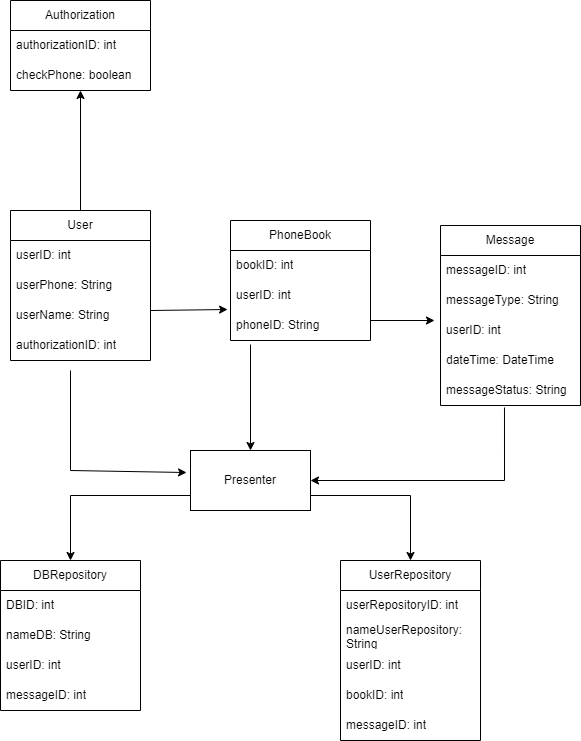 Authorization
authorizationID: int
checkPhone: boolean
User
userID: int
userPhone: String
userName: String
authorizationID: int
PhoneBook
bookID: int
userID: int
phoneID: String
Message
messageID: int
messageType: String
userID: int
dateTime: DateTime
messageStatus: String
Presenter
DBRepository
DBID: int
nameDB: String
userID: int
messageID: int
UserRepository
userRepositoryID: int
nameUserRepository:
String
userID: int
bookID: int
messageID: int